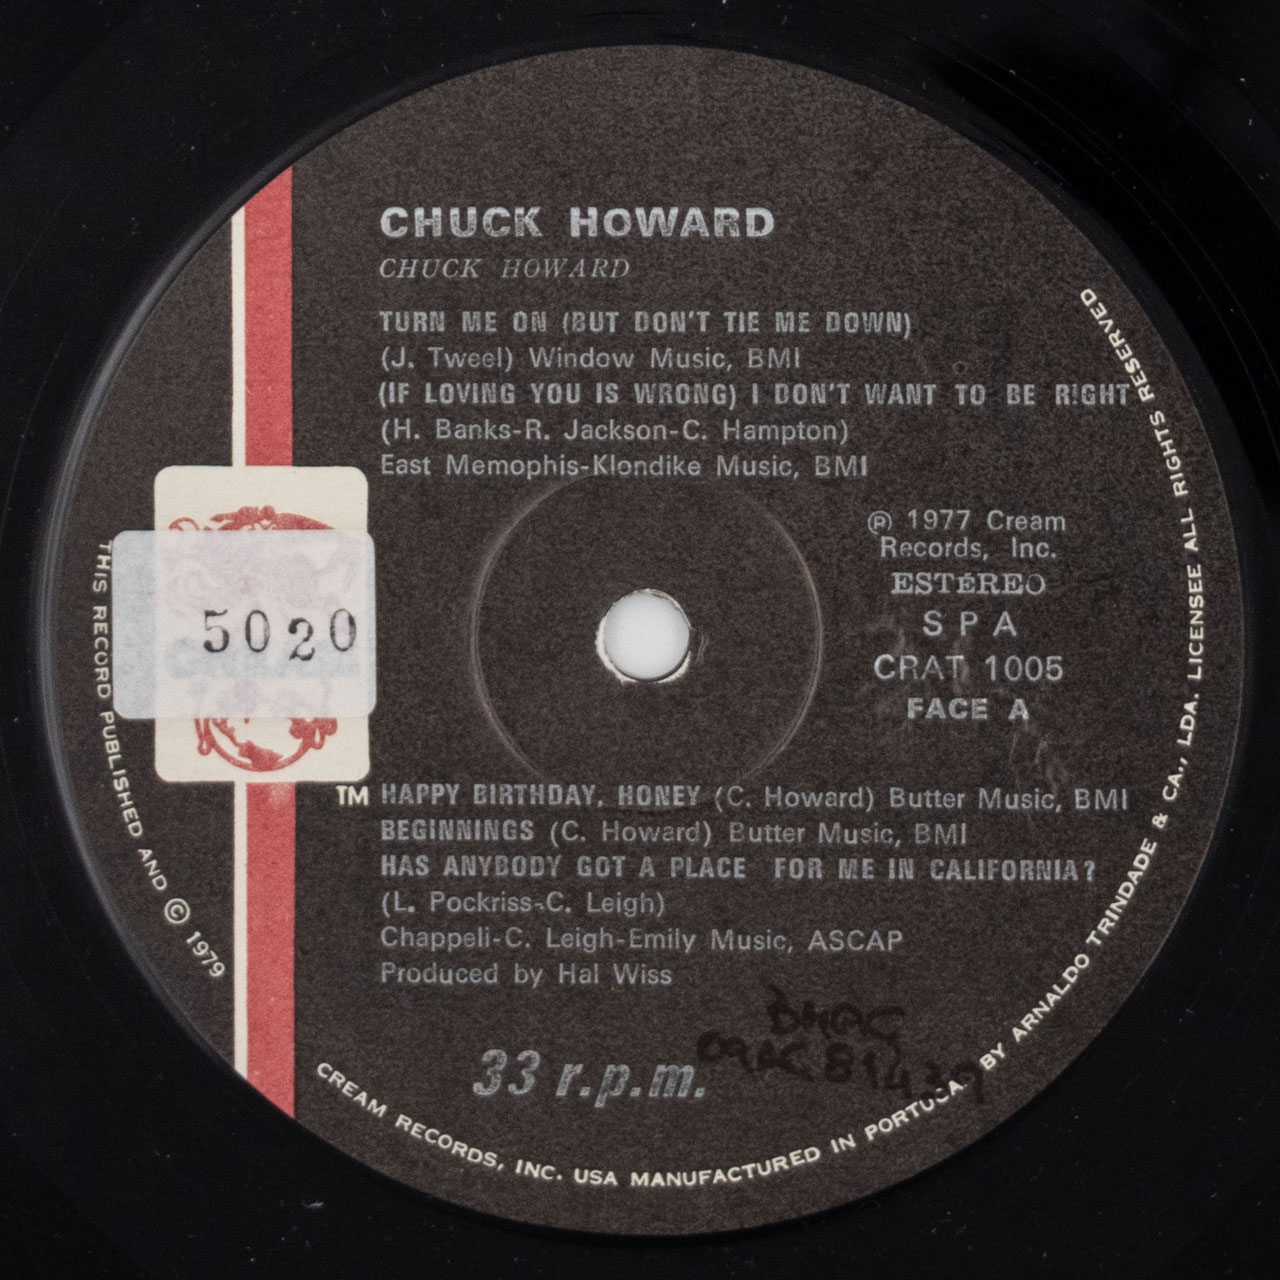 CHUCK HOWARD
CHUCK HOWARD
TURN ME ON (BUT DON'T TIE ME DOWN)
(J. Tweel) Window Music, BMI
(IF LOVING YOU IS WRONG) I DON'T WANT TO BE RIGHT
(H. Banks-R. Jackson-C. Hampton)
East Memophis-Klondike Music, BMI
℗ 1977 Cream
Records, Inc.
ESTéREO
S P A
CRAT 1005
FACE A
5020
TM
HAPPY BIRTHDAY, HONEY (C. Howard) Butter Music, BMI
BEGINNINGS (C. Howard) Butter Music, BMI
HAS ANYBODY GOT A PLACE FOR ME IN CALIFORNIA?
(L. Pockriss-C. Leigh)
Chappeli-C. Leigh-Emily Music, ASCAP
Produced by Hal Wiss
33 r.p.m.
THIS RECORD PUBLISHED AND © 1979
CREAM RECORDS, INC. USA MANUFACTURED IN PORTUGAL BY ARNALDO TRINDADE & CA., LDA. LICENSEE ALL RIGHTS RESERVED